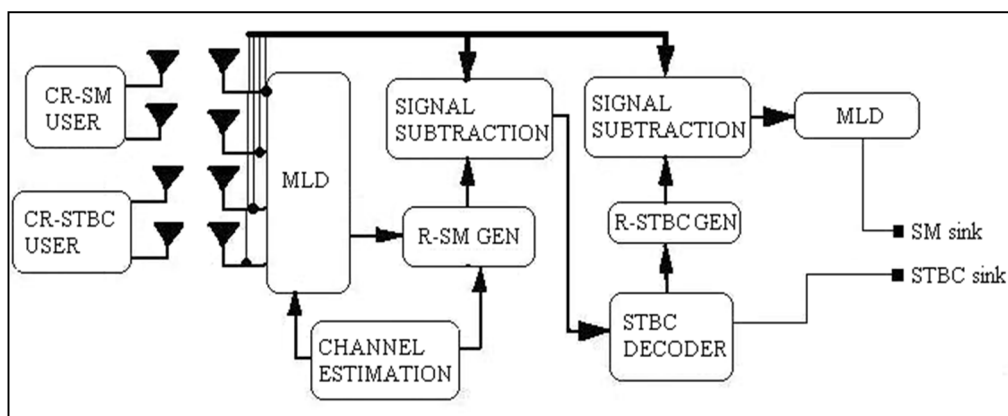 CR-SM
USER
CR-STBC
USER
MLD
CHANNEL
ESTIMATION
SIGNAL
SUBTRACTION
R-SM GEN
SIGNAL
SUBTRACTION
R-STBC GEN
STBC
DECODER
MLD
SM sink
STBC sink